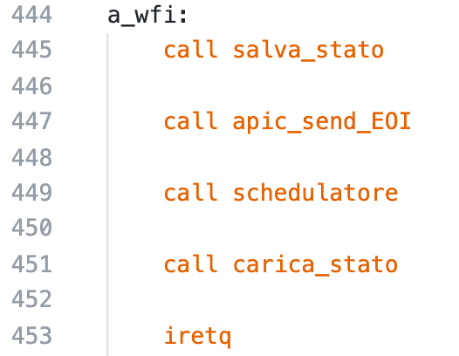 444 a_wfi:
445 call salva_stato
446
447 call apic_send_EOI
448
449 call schedulatore
450
451 call carica_stato
452
453 iretq